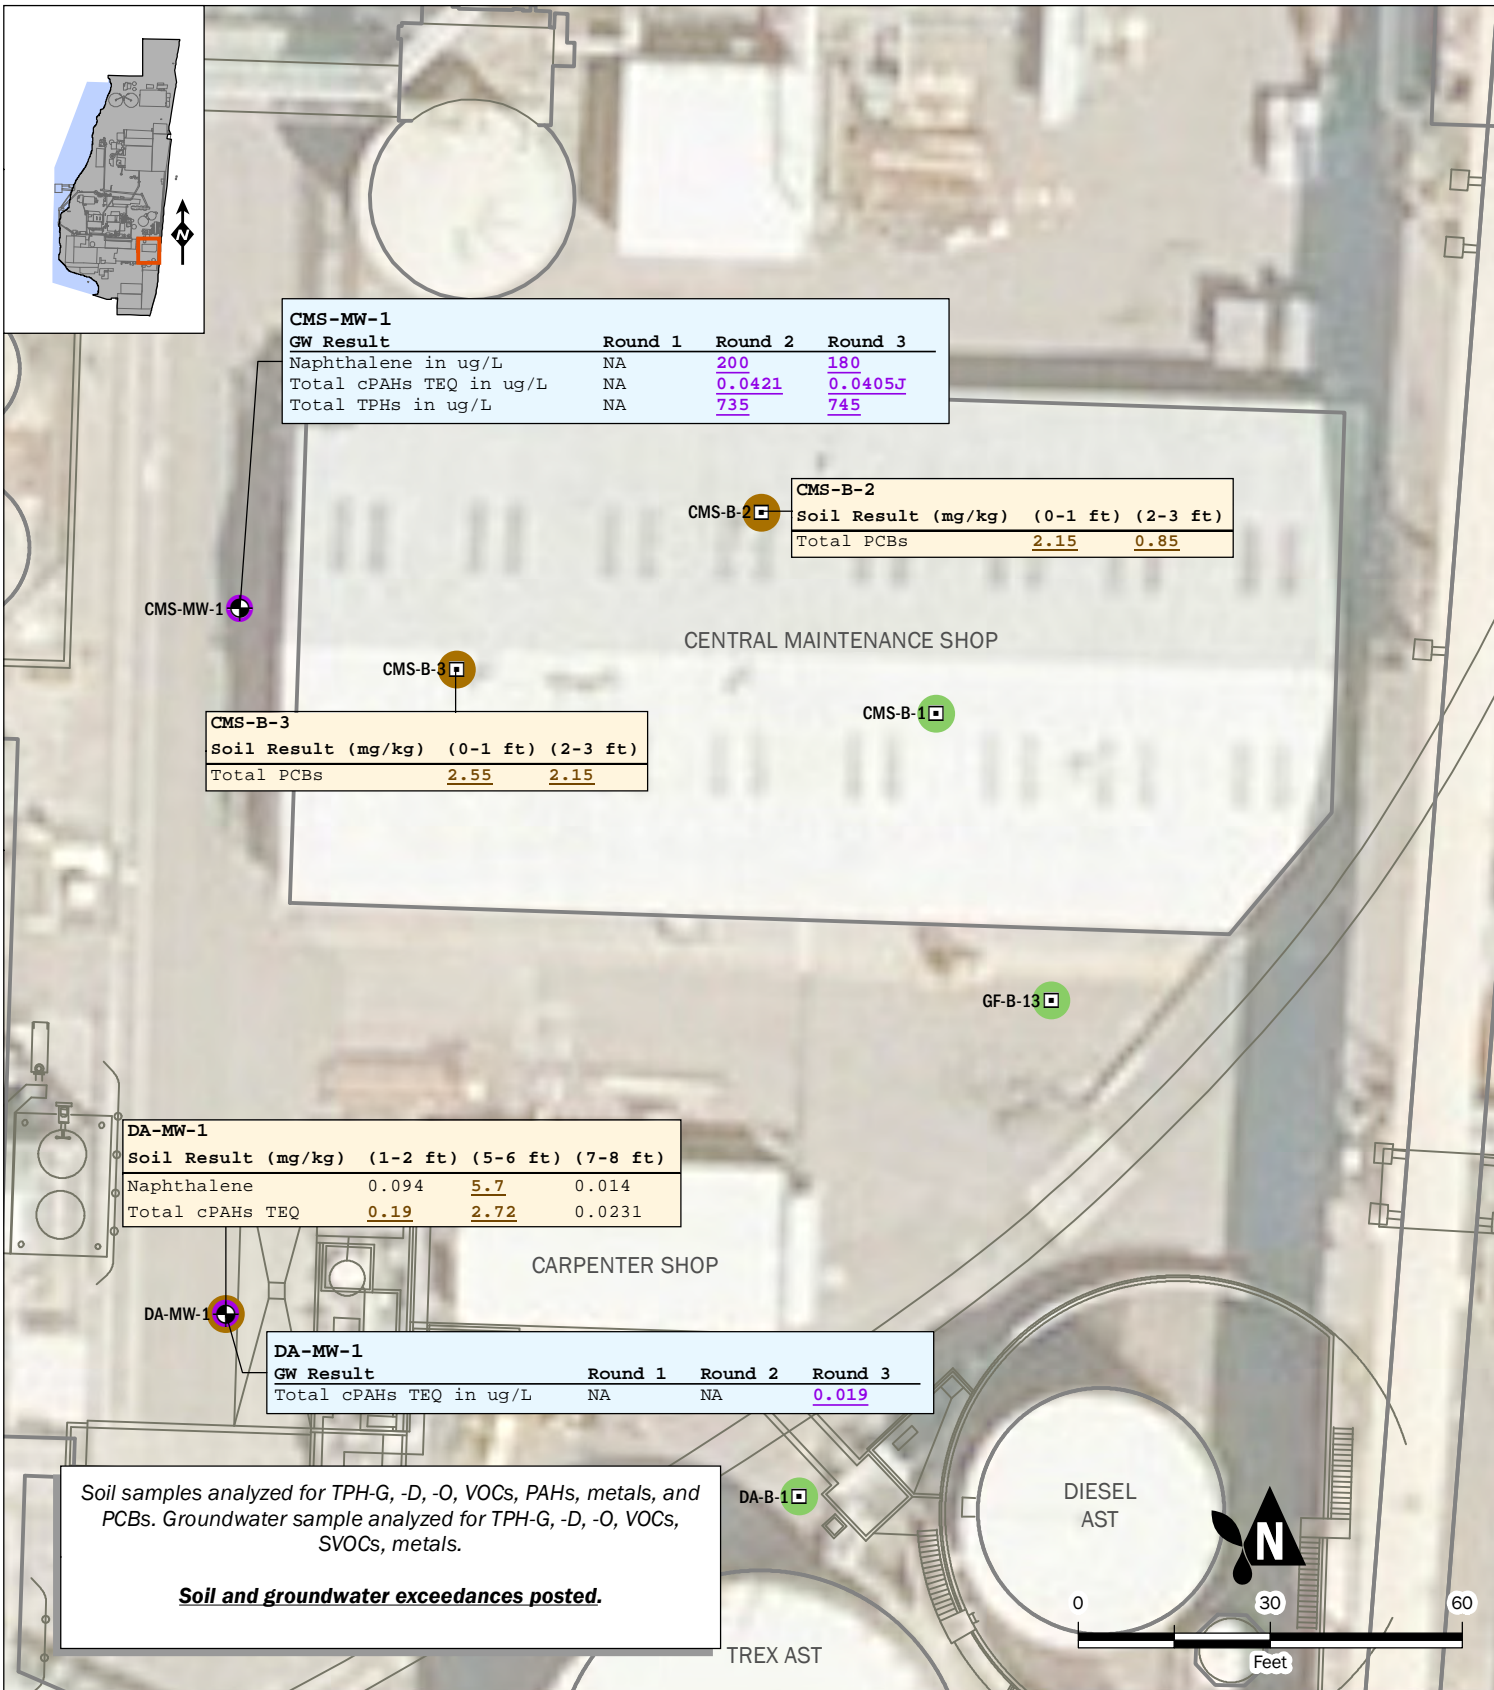 N
CMS-MW-1
GW Result Round 1 Round 2 Round 3
Naphthalene in ug/L NA 200 180
Total cPAHs TEQ in ug/L NA 0.0421 0.0405J
Total TPHs in ug/L NA 735 745
CMS-B-2
CMS-B-2
Soil Result (mg/kg) (0-1 ft) (2-3 ft)
Total PCBs 2.15 0.85
CMS-MW-1
CENTRAL MAINTENANCE SHOP
CMS-B-3
CMS-B-1
CMS-B-3
Soil Result (mg/kg) (0-1 ft) (2-3 ft)
Total PCBs 2.55 2.15
GF-B-13
DA-MW-1
Soil Result (mg/kg) (1-2 ft) (5-6 ft) (7-8 ft)
Naphthalene 0.094 5.7 0.014
Total cPAHs TEQ 0.19 2.72 0.0231
CARPENTER SHOP
DA-MW-1
DA-MW-1
GW Result Round 1 Round 2 Round 3
Total cPAHs TEQ in ug/L NA NA 0.019
Soil samples analyzed for TPH-G, -D, -O, VOCs, PAHs, metals, and
PCBs. Groundwater sample analyzed for TPH-G, -D, -O, VOCs,
SVOCs, metals.
Soil and groundwater exceedances posted.
DA-B-1
DIESEL
AST
N
0 30 60
Feet
TREX AST